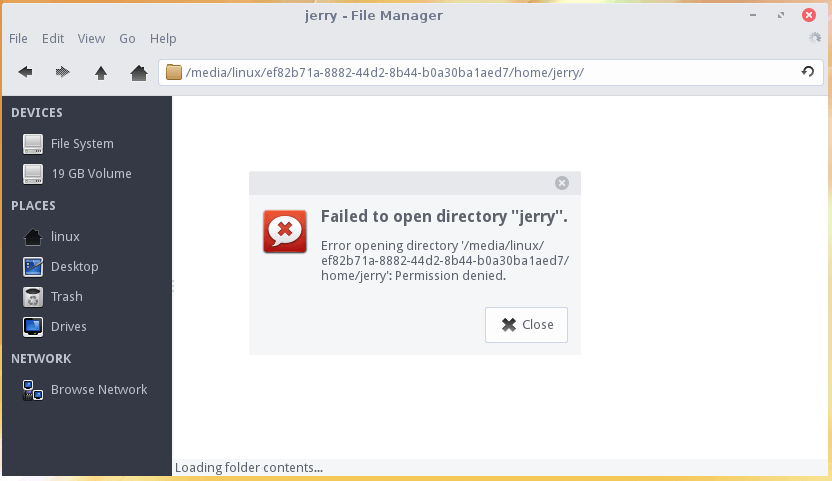 jerry - File Manager
File Edit View Go Help
/media/linux/ef82b71a-8882-44d2-8b44-b0a30ba1aed7/home/jerry/
DEVICES
File System
19 GB Volume
PLACES
linux
Desktop
Trash
Drives
NETWORK
Browse Network
Failed to open directory "jerry".
Error opening directory '/media/linux/
ef82b71a-8882-44d2-8b44-b0a30ba1aed7/
home/jerry': Permission denied.
Close
Loading folder contents...